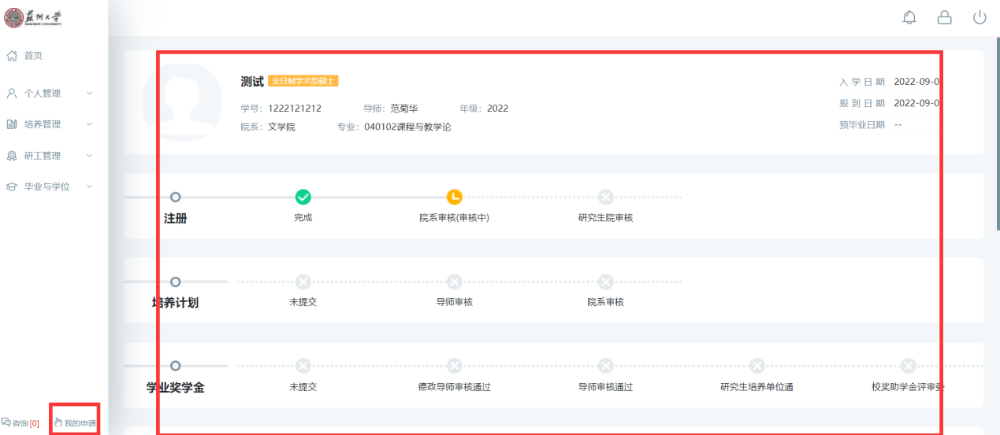 蘇州大学
SOOCHOW UNIVERSITY
首页
个人管理
培养管理
研工管理
毕业与学位
咨询[0]
我的申请
测试 全日制学术型硕士
学号：1222121212 导师：范菊华 年级：2022
院系：文学院 专业：040102课程与教学论
入学日期 2022-09-0
报到日期 2022-09-0
预毕业日期 --
注册 完成 院系审核(审核中) 研究生院审核
培养计划 未提交 导师审核 院系审核
学业奖学金 未提交 德政导师审核通过 导师审核通过 研究生培养单位通 校奖助学金评审委